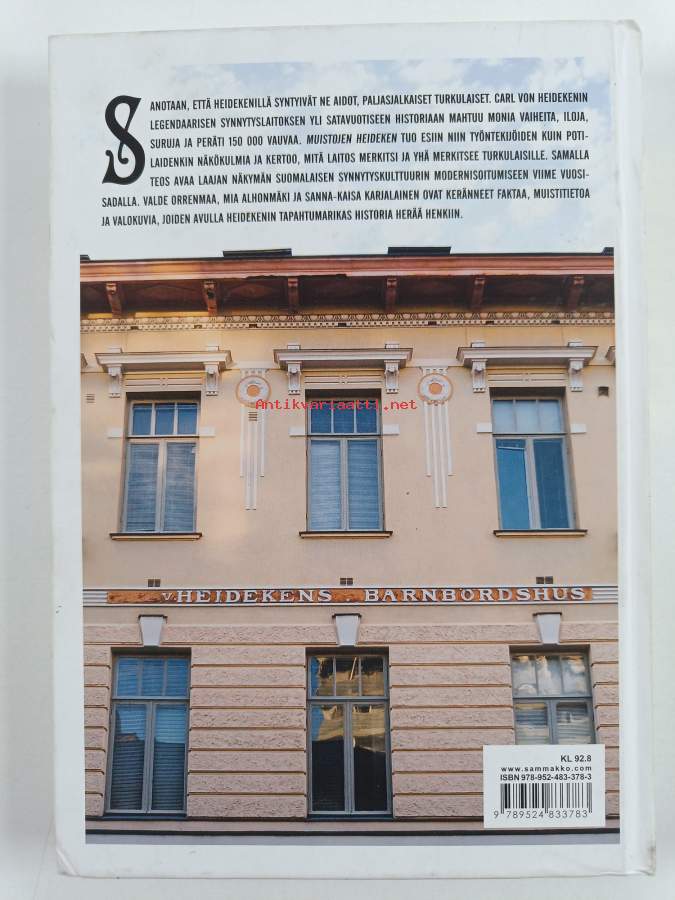 SANOTAAN, ETTÄ HEIDEKENILLÄ SYNTYIVÄT NE AIDOT, PALJASJALKAISET TURKULAISET. CARL VON HEIDEKENIN
LEGENDAARISEN SYNNYTYSLAITOKSEN YLI SATAVUOTISEEN HISTORIAAN MAHTUU MONIA VAIHEITA, ILOJA,
SURUJA JA PERÄTI 150 000 VAUVAA. MUISTOJEN HEIDEKEN TUO ESIIN NIIN TYÖNTEKIJÖIDEN KUIN POTI-
LAIDENKIN NÄKÖKULMIA JA KERTOO, MITÄ LAITOS MERKITSI JA YHÄ MERKITSEE TURKULAISILLE. SAMALLA
TEOS AVAA LAAJAN NÄKYMÄN SUOMALAISEN SYNNYTYSKULTTUURIN MODERNISOITUMISEEN VIIME VUOSI-
SADALLA. VALDE ORRENMAA, MIA ALHONMÄKI JA SANNA-KAISA KARJALAINEN OVAT KERÄNNEET FAKTAA, MUISTITIETOA
JA VALOKUVIA, JOIDEN AVULLA HEIDEKENIN TAPAHTUMARIKAS HISTORIA HERÄÄ HENKIIN.
Antikvariaatti.net
v.HEIDEKENS BARNBÖRDSHUS
KL 92.8
www.sammakko.com
ISBN 978-952-483-378-3
9 789524 833783